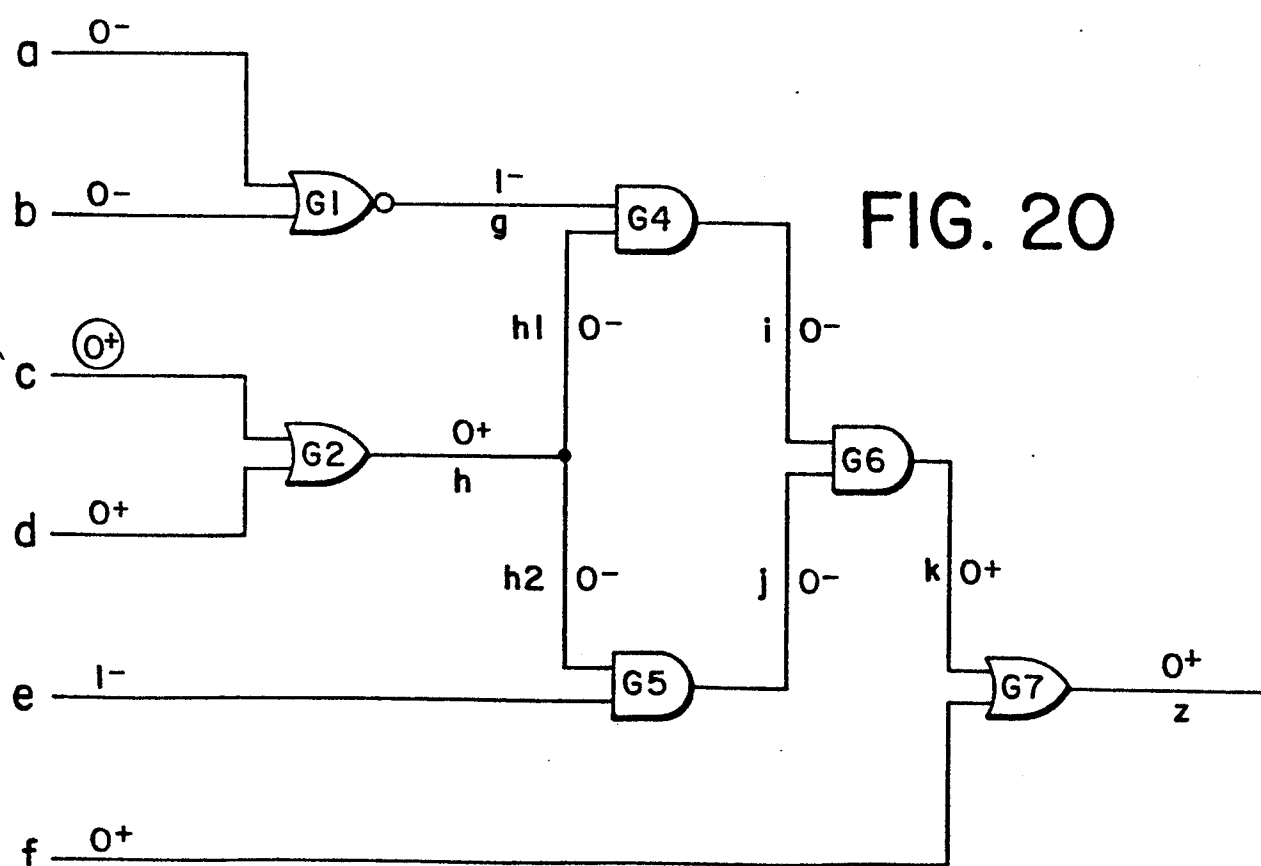 a O-
b O-
G1
1-
g
G4
FIG. 20
c O+
d O+
G2
O+
h
h1 O-
i O-
G6
h2 O-
j O-
k O+
e 1-
G5
G7
O+
z
f O+